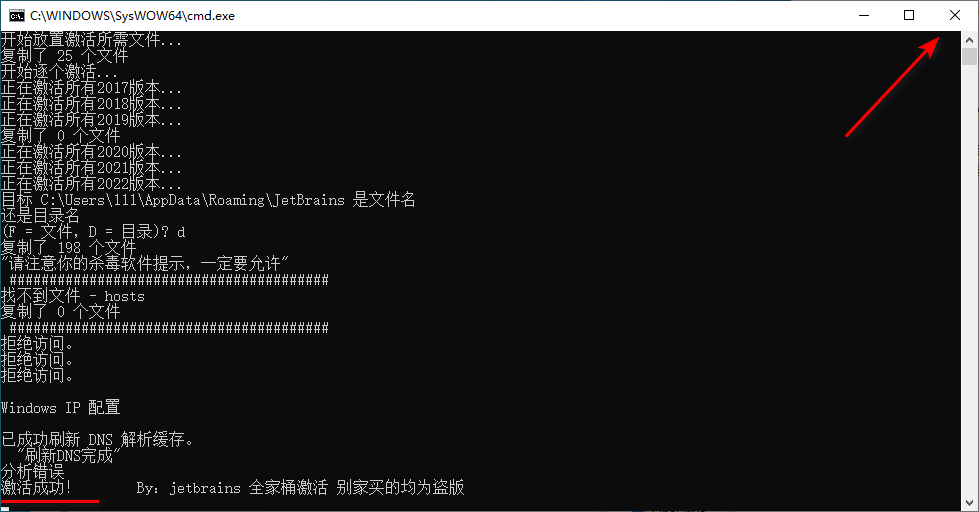 C:\WINDOWS\SysWOW64\cmd.exe
开始放置激活所需文件...
复制了 25 个文件
开始逐个激活...
正在激活所有2017版本...
正在激活所有2018版本...
正在激活所有2019版本...
复制了 0 个文件
正在激活所有2020版本...
正在激活所有2021版本...
正在激活所有2022版本...
目标 C:\Users\111\AppData\Roaming\JetBrains 是文件名
还是目录名
(F = 文件，D = 目录)? d
复制了 198 个文件
"请注意你的杀毒软件提示，一定要允许"
########################################
找不到文件 - hosts
复制了 0 个文件
########################################
拒绝访问。
拒绝访问。
拒绝访问。
Windows IP 配置
已成功刷新 DNS 解析缓存。
"刷新DNS完成"
分析错误
激活成功! By：jetbrains 全家桶激活 别家买的均为盗版